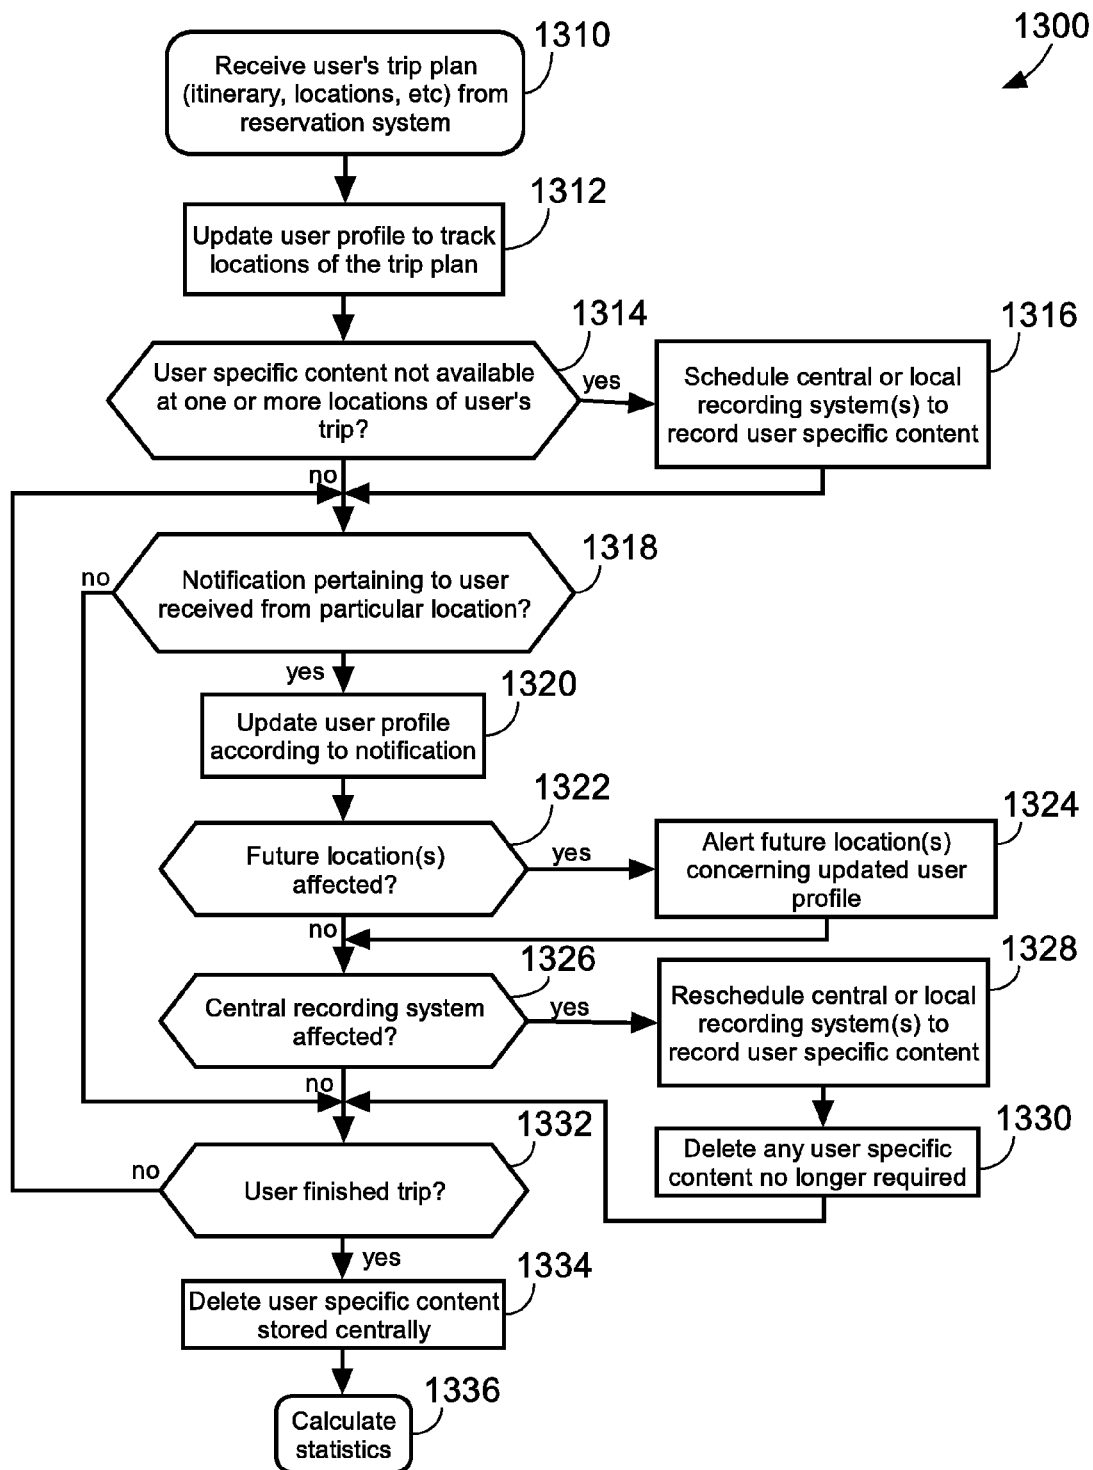 1300
1310
Receive user's trip plan
(itinerary, locations, etc) from
reservation system
1312
Update user profile to track
locations of the trip plan
1314
User specific content not available
at one or more locations of user's
trip?
yes
1316
Schedule central or local
recording system(s) to
record user specific content
no
1318
Notification pertaining to user
received from particular location?
no
yes
1320
Update user profile
according to notification
1322
Future location(s)
affected?
yes
1324
Alert future location(s)
concerning updated user
profile
no
1326
Central recording system
affected?
yes
1328
Reschedule central or local
recording system(s) to
record user specific content
no
1330
Delete any user specific
content no longer required
1332
User finished trip?
no
yes
1334
Delete user specific content
stored centrally
1336
Calculate
statistics